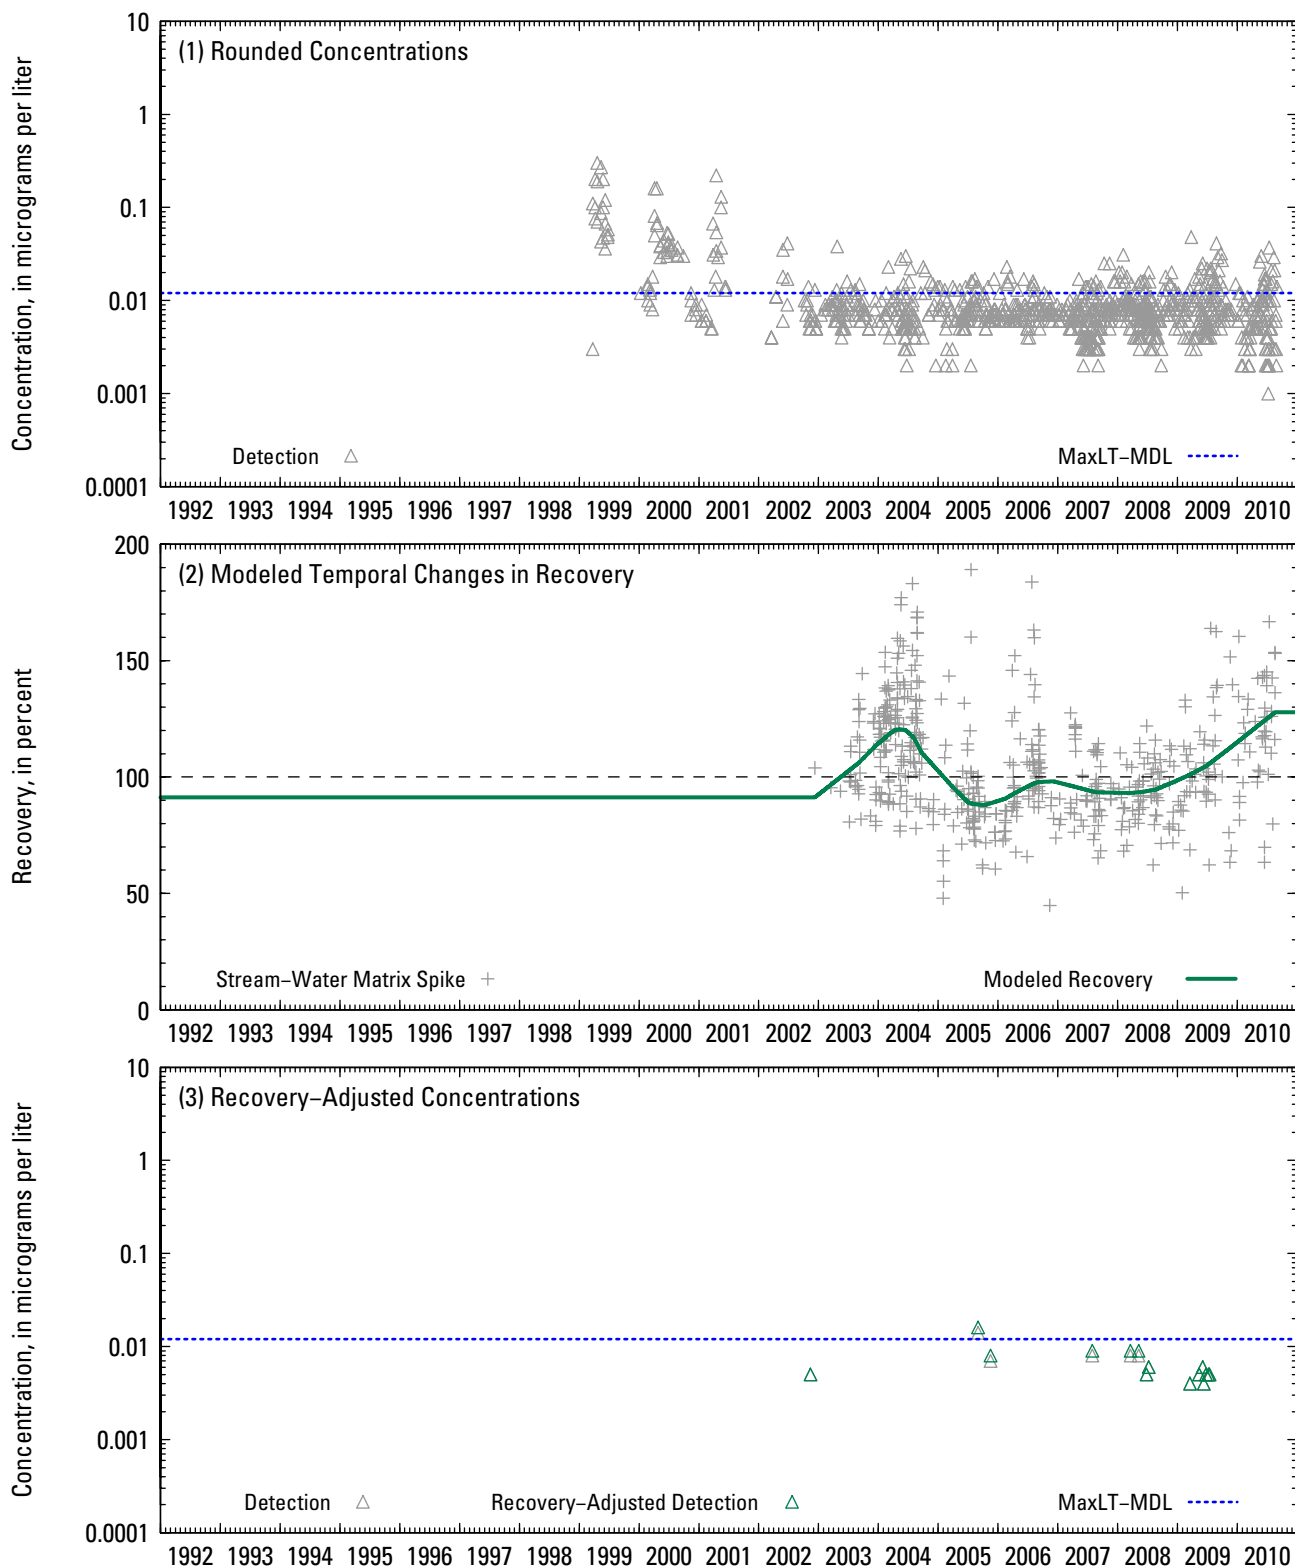 (1) Rounded Concentrations
Concentration, in micrograms per liter
10
1
0.1
0.01
0.001
0.0001
Detection
MaxLT–MDL
1992 1993 1994 1995 1996 1997 1998 1999 2000 2001 2002 2003 2004 2005 2006 2007 2008 2009 2010
(2) Modeled Temporal Changes in Recovery
Recovery, in percent
200
150
100
50
0
Stream–Water Matrix Spike
Modeled Recovery
1992 1993 1994 1995 1996 1997 1998 1999 2000 2001 2002 2003 2004 2005 2006 2007 2008 2009 2010
(3) Recovery–Adjusted Concentrations
Concentration, in micrograms per liter
10
1
0.1
0.01
0.001
0.0001
Detection
Recovery–Adjusted Detection
MaxLT–MDL
1992 1993 1994 1995 1996 1997 1998 1999 2000 2001 2002 2003 2004 2005 2006 2007 2008 2009 2010